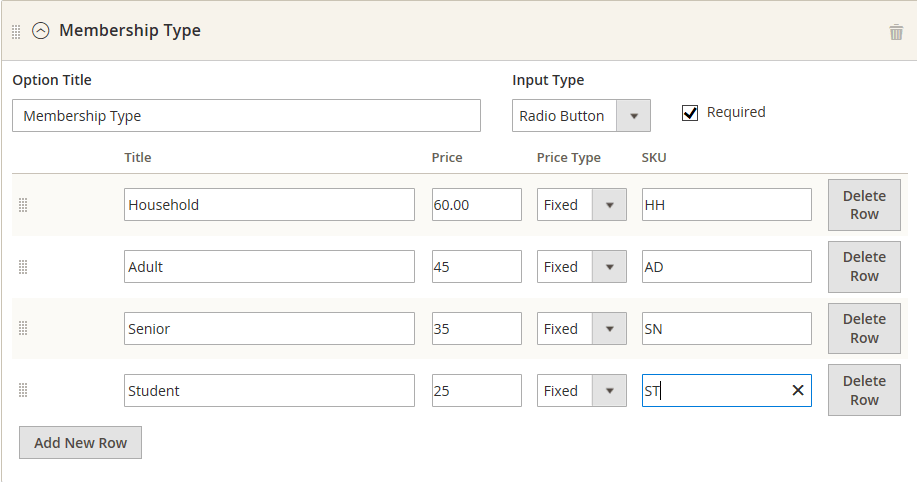 Membership Type
Option Title Input Type
Membership Type Radio Button Required
Title Price Price Type SKU
Household 60.00 Fixed HH Delete Row
Adult 45 Fixed AD Delete Row
Senior 35 Fixed SN Delete Row
Student 25 Fixed ST Delete Row
Add New Row